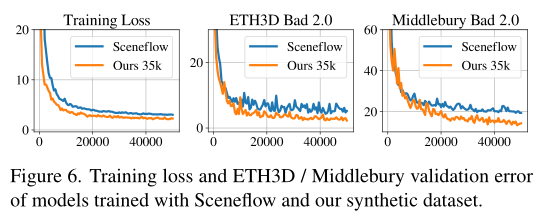 Training Loss
ETH3D Bad 2.0
Middlebury Bad 2.0
20
10
0
Sceneflow
Ours 35k
0
20000
40000
20
0
Sceneflow
Ours 35k
0
20000
40000
60
40
20
Sceneflow
Ours 35k
0
20000
40000
Figure 6. Training loss and ETH3D / Middlebury validation error
of models trained with Sceneflow and our synthetic dataset.